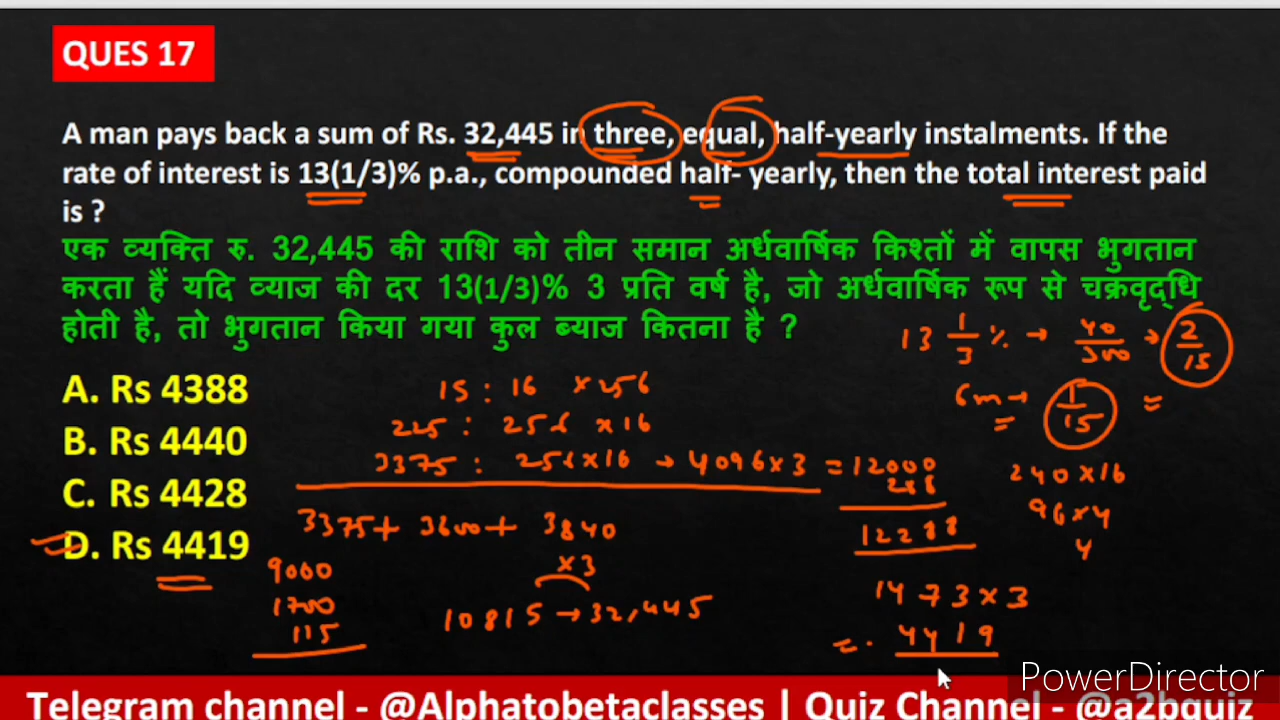 QUES 17
A man pays back a sum of Rs. 32,445 in three, equal, half-yearly instalments. If the
rate of interest is 13(1/3)% p.a., compounded half- yearly, then the total interest paid
is ?
एक व्यक्ति रु. 32,445 की राशि को तीन समान अर्धवार्षिक किश्तों में वापस भुगतान
करता हैं यदि व्याज की दर 13(1/3)% 3 प्रति वर्ष है, जो अर्धवार्षिक रूप से चक्रवृद्धि
होती है, तो भुगतान किया गया कुल ब्याज कितना है ?
13 1/3 % → 40/300 → 2/15
6m → 1/15 =
A. Rs 4388
B. Rs 4440
C. Rs 4428
D. Rs 4419
15 : 16 ×256
225 : 256 ×16
3375 : 256×16 → 4096×3 = 12000
288
12288
3375+ 3600+ 3840
×3
10815 → 32,445
9000
1700
115
240×16
96×4
4
1473×3
= 4419
PowerDirector
Telegram channel - @Alphatobetaclasses | Quiz Channel - @a2bquiz